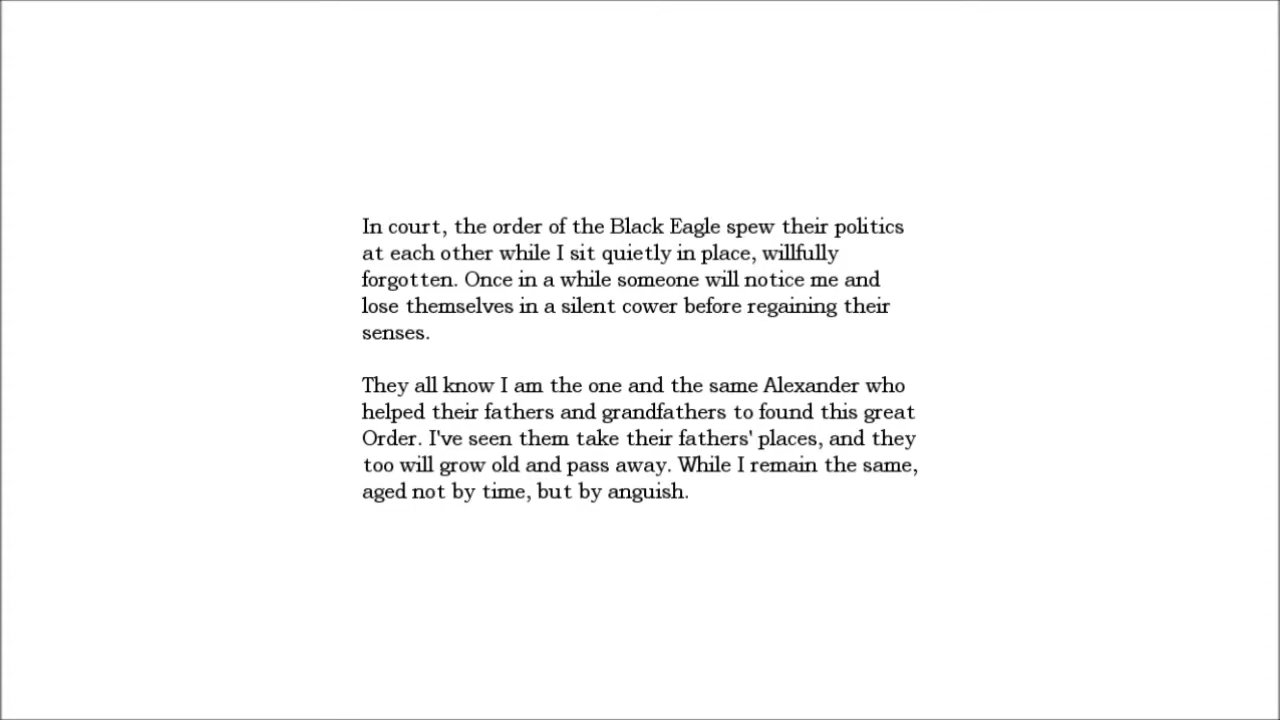 In court, the order of the Black Eagle spew their politics
at each other while I sit quietly in place, willfully
forgotten. Once in a while someone will notice me and
lose themselves in a silent cower before regaining their
senses.
They all know I am the one and the same Alexander who
helped their fathers and grandfathers to found this great
Order. I've seen them take their fathers' places, and they
too will grow old and pass away. While I remain the same,
aged not by time, but by anguish.